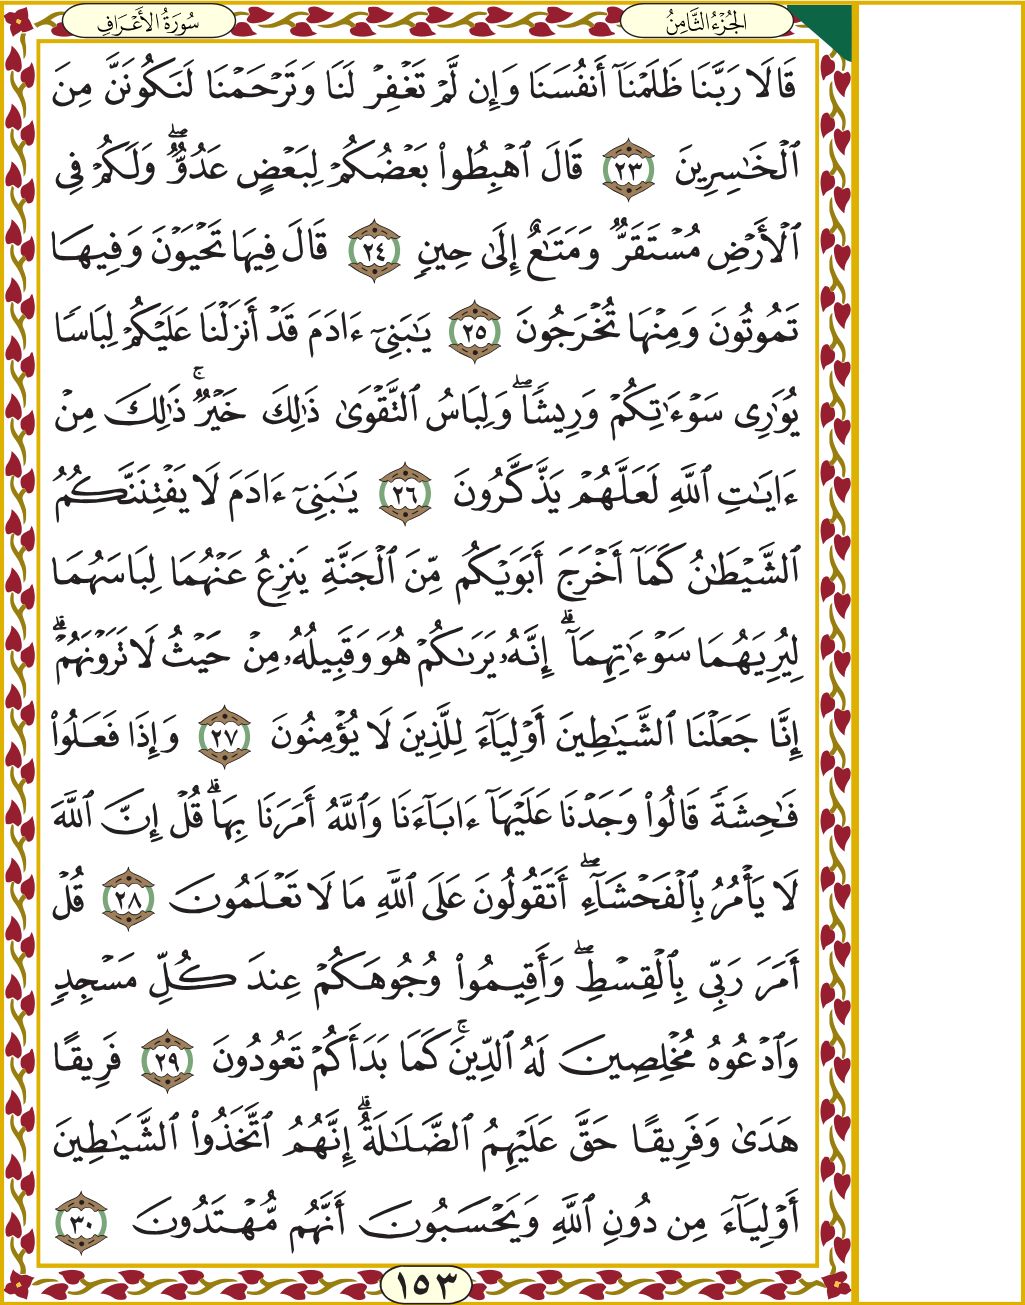 سُورَةُ الأَعْرَافِ
الجُزْءُ الثَّامِنُ
قَالَا رَبَّنَا ظَلَمْنَآ أَنفُسَنَا وَإِن لَّمْ تَغْفِرْ لَنَا وَتَرْحَمْنَا لَنَكُونَنَّ مِنَ
ٱلْخَـٰسِرِينَ ٢٣ قَالَ ٱهْبِطُوا۟ بَعْضُكُمْ لِبَعْضٍ عَدُوٌّ ۖ وَلَكُمْ فِى
ٱلْأَرْضِ مُسْتَقَرٌّ وَمَتَـٰعٌ إِلَىٰ حِينٍ ٢٤ قَالَ فِيهَا تَحْيَوْنَ وَفِيهَا
تَمُوتُونَ وَمِنْهَا تُخْرَجُونَ ٢٥ يَـٰبَنِىٓ ءَادَمَ قَدْ أَنزَلْنَا عَلَيْكُمْ لِبَاسًا
يُوَٰرِى سَوْءَٰتِكُمْ وَرِيشًا ۖ وَلِبَاسُ ٱلتَّقْوَىٰ ذَٰلِكَ خَيْرٌ ۚ ذَٰلِكَ مِنْ
ءَايَـٰتِ ٱللَّهِ لَعَلَّهُمْ يَذَّكَّرُونَ ٢٦ يَـٰبَنِىٓ ءَادَمَ لَا يَفْتِنَنَّكُمُ
ٱلشَّيْطَـٰنُ كَمَآ أَخْرَجَ أَبَوَيْكُم مِّنَ ٱلْجَنَّةِ يَنزِعُ عَنْهُمَا لِبَاسَهُمَا
لِيُرِيَهُمَا سَوْءَٰتِهِمَآ ۗ إِنَّهُۥ يَرَىٰكُمْ هُوَ وَقَبِيلُهُۥ مِنْ حَيْثُ لَا تَرَوْنَهُمْ ۗ
إِنَّا جَعَلْنَا ٱلشَّيَـٰطِينَ أَوْلِيَآءَ لِلَّذِينَ لَا يُؤْمِنُونَ ٢٧ وَإِذَا فَعَلُوا۟
فَـٰحِشَةً قَالُوا۟ وَجَدْنَا عَلَيْهَآ ءَابَآءَنَا وَٱللَّهُ أَمَرَنَا بِهَا ۗ قُلْ إِنَّ ٱللَّهَ
لَا يَأْمُرُ بِٱلْفَحْشَآءِ ۖ أَتَقُولُونَ عَلَى ٱللَّهِ مَا لَا تَعْلَمُونَ ٢٨ قُلْ
أَمَرَ رَبِّى بِٱلْقِسْطِ ۖ وَأَقِيمُوا۟ وُجُوهَكُمْ عِندَ كُلِّ مَسْجِدٍ
وَٱدْعُوهُ مُخْلِصِينَ لَهُ ٱلدِّينَ ۚ كَمَا بَدَأَكُمْ تَعُودُونَ ٢٩ فَرِيقًا
هَدَىٰ وَفَرِيقًا حَقَّ عَلَيْهِمُ ٱلضَّلَـٰلَةُ ۗ إِنَّهُمُ ٱتَّخَذُوا۟ ٱلشَّيَـٰطِينَ
أَوْلِيَآءَ مِن دُونِ ٱللَّهِ وَيَحْسَبُونَ أَنَّهُم مُّهْتَدُونَ ٣٠
١٥٣